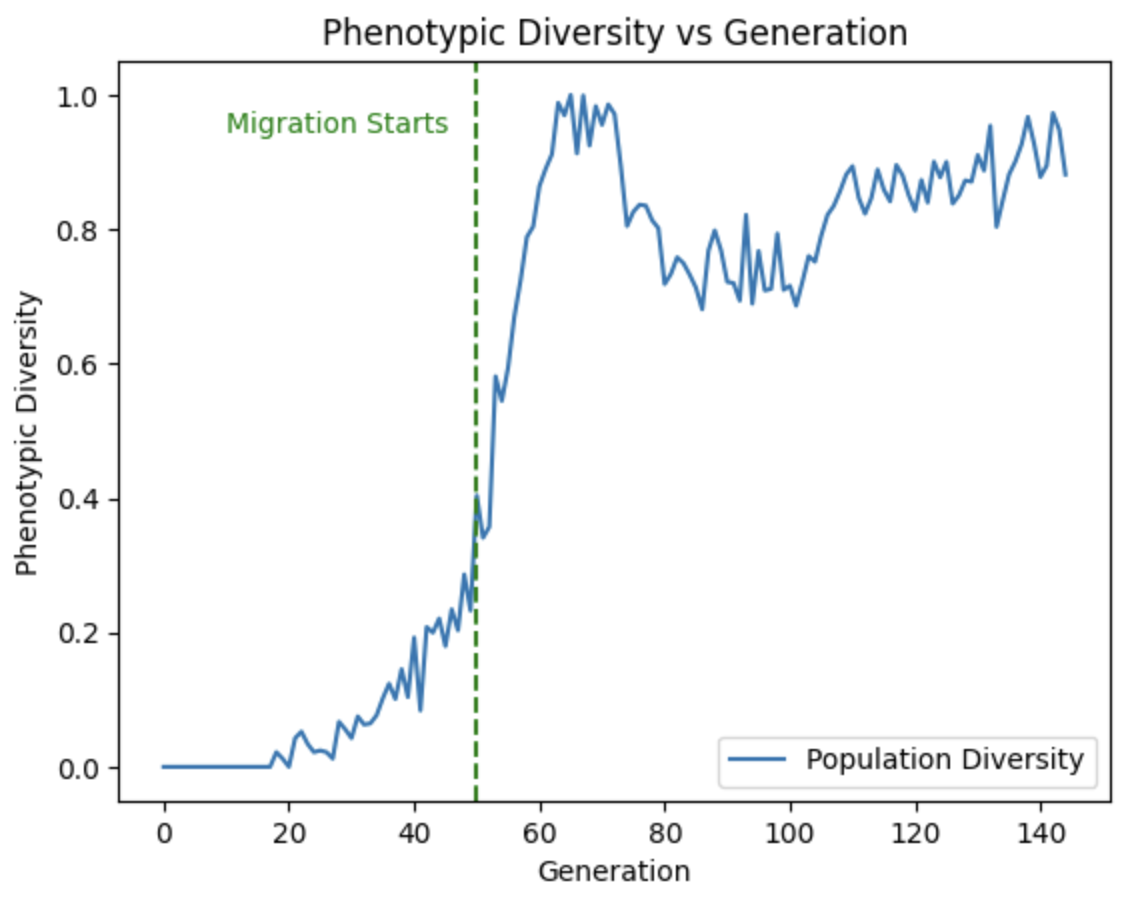 Phenotypic Diversity vs Generation
1.0
0.8
0.6
0.4
0.2
0.0
Phenotypic Diversity
Migration Starts
Population Diversity
0 20 40 60 80 100 120 140
Generation